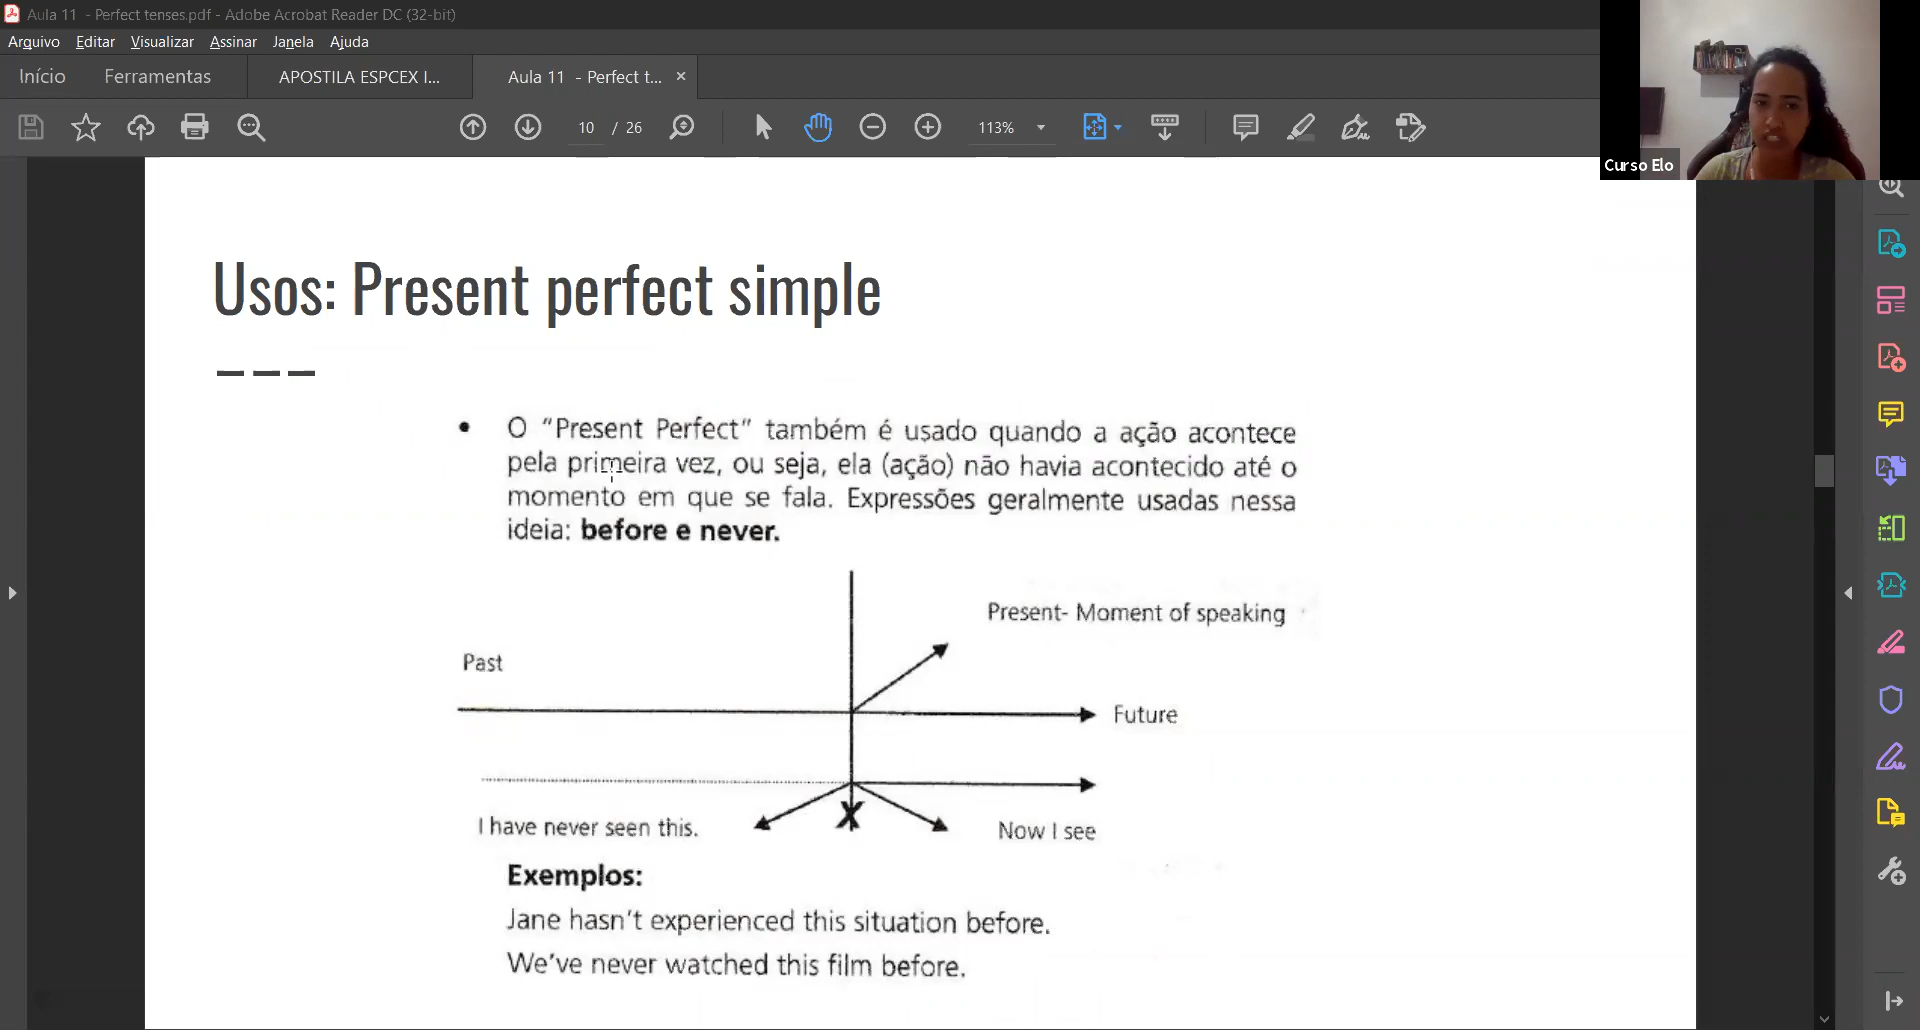 Aula 11 - Perfect tenses.pdf - Adobe Acrobat Reader DC (32-bit)
Arquivo Editar Visualizar Assinar Janela Ajuda
Início Ferramentas APOSTILA ESPCEX I... Aula 11 - Perfect t... ×
10 / 26 113%
Curso Elo
Usos: Present perfect simple
• O “Present Perfect” também é usado quando a ação acontece
pela primeira vez, ou seja, ela (ação) não havia acontecido até o
momento em que se fala. Expressões geralmente usadas nessa
ideia: before e never.
Present- Moment of speaking
Past
Future
X
I have never seen this.
Now I see
Exemplos:
Jane hasn't experienced this situation before.
We've never watched this film before.